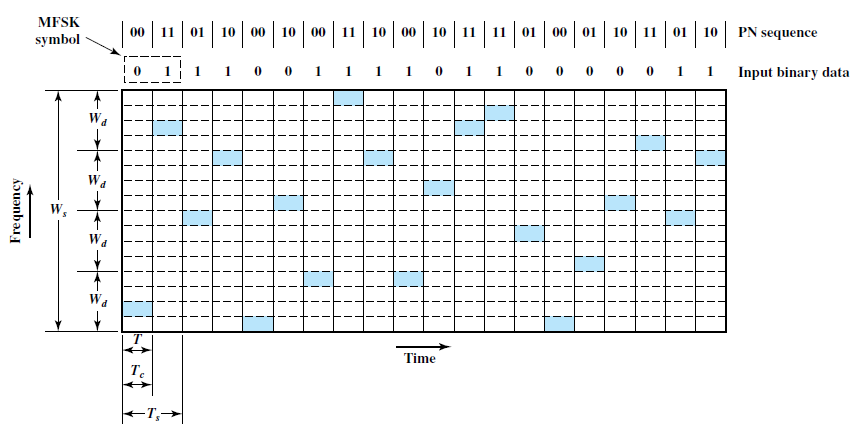 MFSK
symbol
00 11 01 10 00 10 00 11 10 00 10 11 11 01 00 01 10 11 01 10 PN sequence
0 1 1 1 0 0 1 1 1 1 0 1 1 0 0 0 0 0 1 1 Input binary data
Frequency
Ws
Wd
Wd
Wd
Wd
T
Tc
Ts
Time